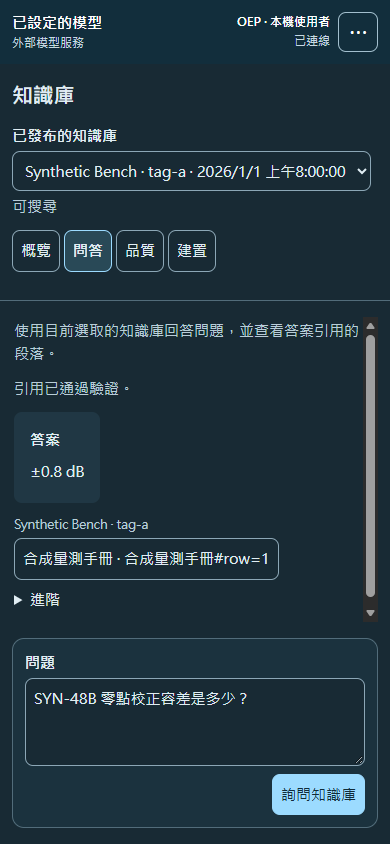 已設定的模型
外部模型服務
OEP · 本機使用者
已連線
...
知識庫
已發布的知識庫
Synthetic Bench · tag-a · 2026/1/1 上午8:00:00
可搜尋
概覽
問答
品質
建置
使用目前選取的知識庫回答問題，並查看答案引用的
段落。
引用已通過驗證。
答案
±0.8 dB
Synthetic Bench · tag-a
合成量測手冊 · 合成量測手冊#row=1
進階
問題
SYN-48B 零點校正容差是多少？
詢問知識庫